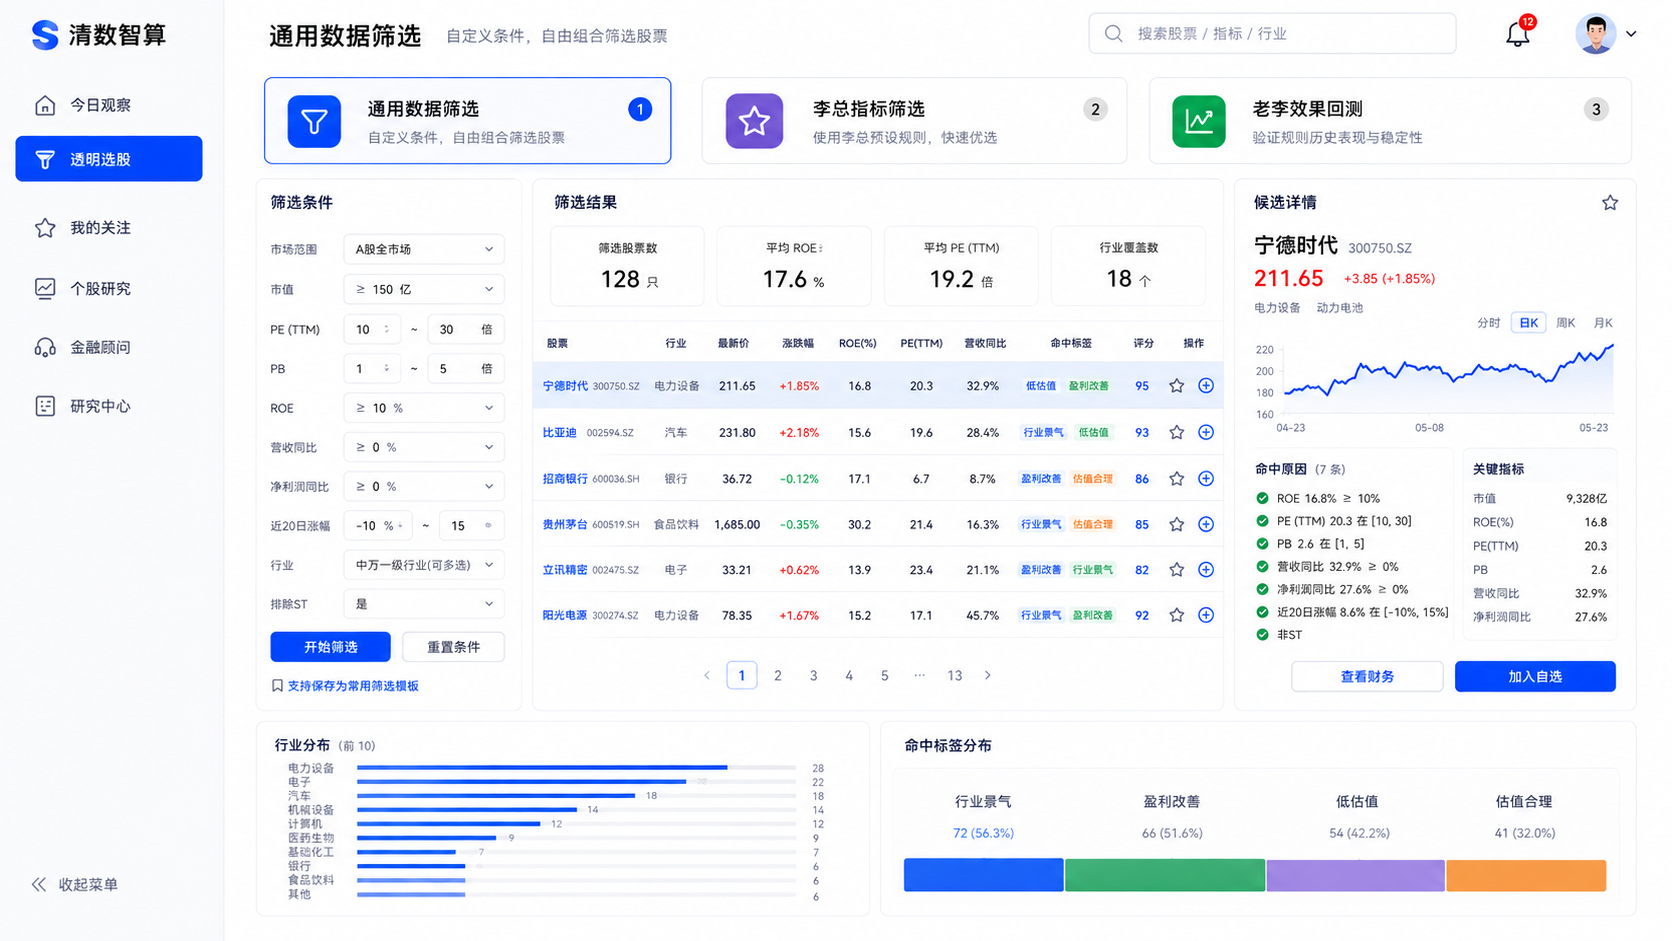 清数智算
今日观察
透明选股
我的关注
个股研究
金融顾问
研究中心
收起菜单
通用数据筛选 自定义条件，自由组合筛选股票
搜索股票 / 指标 / 行业
12
通用数据筛选 1
自定义条件，自由组合筛选股票
李总指标筛选 2
使用李总预设规则，快速优选
老李效果回测 3
验证规则历史表现与稳定性
筛选条件
市场范围 A股全市场
市值 ≥ 150 亿
PE (TTM) 10 ~ 30 倍
PB 1 ~ 5 倍
ROE ≥ 10 %
营收同比 ≥ 0 %
净利润同比 ≥ 0 %
近20日涨幅 -10 % ~ 15
行业 中万一级行业(可多选)
排除ST 是
开始筛选 重置条件
支持保存为常用筛选模板
筛选结果
筛选股票数
128 只
平均 ROE
17.6 %
平均 PE (TTM)
19.2 倍
行业覆盖数
18 个
股票 行业 最新价 涨跌幅 ROE(%) PE(TTM) 营收同比 命中标签 评分 操作
宁德时代 300750.SZ 电力设备 211.65 +1.85% 16.8 20.3 32.9% 低估值 盈利改善 95
比亚迪 002594.SZ 汽车 231.80 +2.18% 15.6 19.6 28.4% 行业景气 低估值 93
招商银行 600036.SH 银行 36.72 -0.12% 17.1 6.7 8.7% 盈利改善 估值合理 86
贵州茅台 600519.SH 食品饮料 1,685.00 -0.35% 30.2 21.4 16.3% 行业景气 估值合理 85
立讯精密 002475.SZ 电子 33.21 +0.62% 13.9 23.4 21.1% 盈利改善 行业景气 82
阳光电源 300274.SZ 电力设备 78.35 +1.67% 15.2 17.1 45.7% 行业景气 盈利改善 92
1 2 3 4 5 ··· 13
候选详情
宁德时代 300750.SZ
211.65 +3.85 (+1.85%)
电力设备 动力电池
分时 日K 周K 月K
220
200
180
160
04-23 05-08 05-23
命中原因 (7 条)
ROE 16.8% ≥ 10%
PE (TTM) 20.3 在 [10, 30]
PB 2.6 在 [1, 5]
营收同比 32.9% ≥ 0%
净利润同比 27.6% ≥ 0%
近20日涨幅 8.6% 在 [-10%, 15%]
非ST
关键指标
市值 9,328亿
ROE(%) 16.8
PE(TTM) 20.3
PB 2.6
营收同比 32.9%
净利润同比 27.6%
查看财务 加入自选
行业分布 (前 10)
电力设备 28
电子 22
汽车 18 18
机械设备 14 14
计算机 12 12
医药生物 9 9
基础化工 7 7
银行 6
食品饮料 6
其他 6
命中标签分布
行业景气 盈利改善 低估值 估值合理
72 (56.3%) 66 (51.6%) 54 (42.2%) 41 (32.0%)